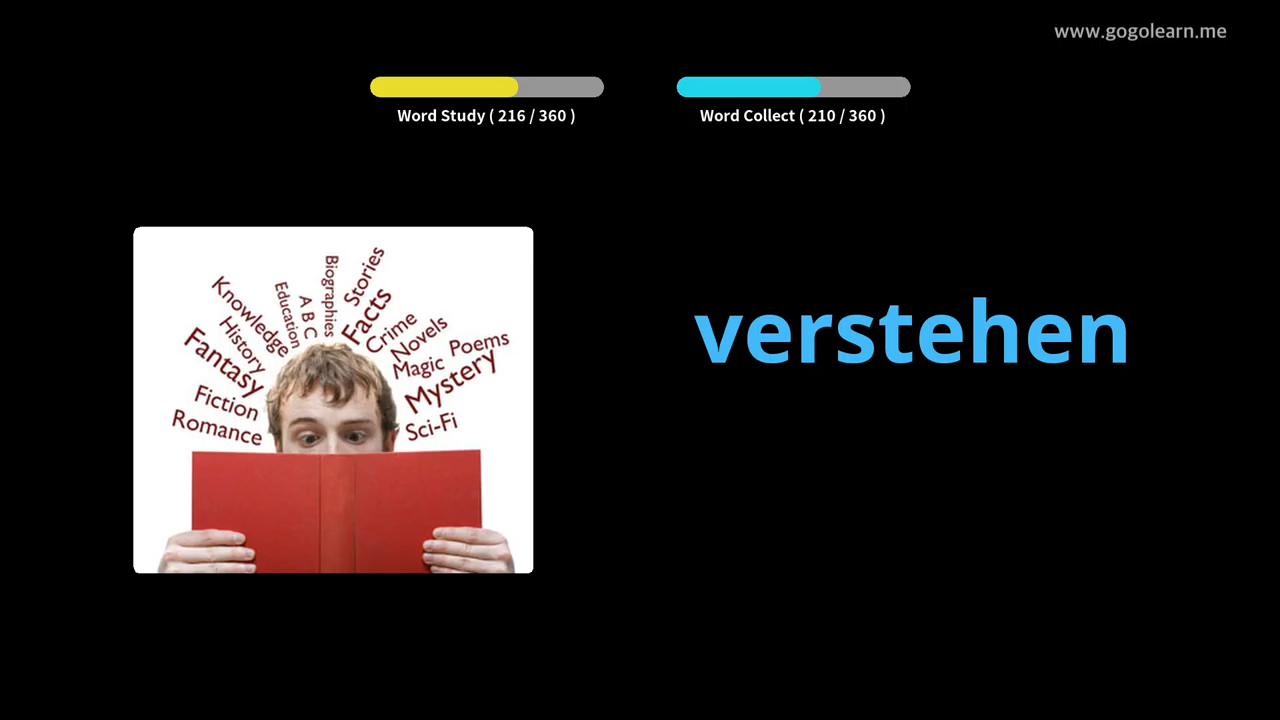 www.gogolearn.me
Word Study ( 216 / 360 )
Word Collect ( 210 / 360 )
Biographies
Stories
Education
A B C
Facts
Knowledge
Crime
History
Novels
Poems
Fantasy
Magic
Mystery
Fiction
Romance
Sci-Fi
verstehen